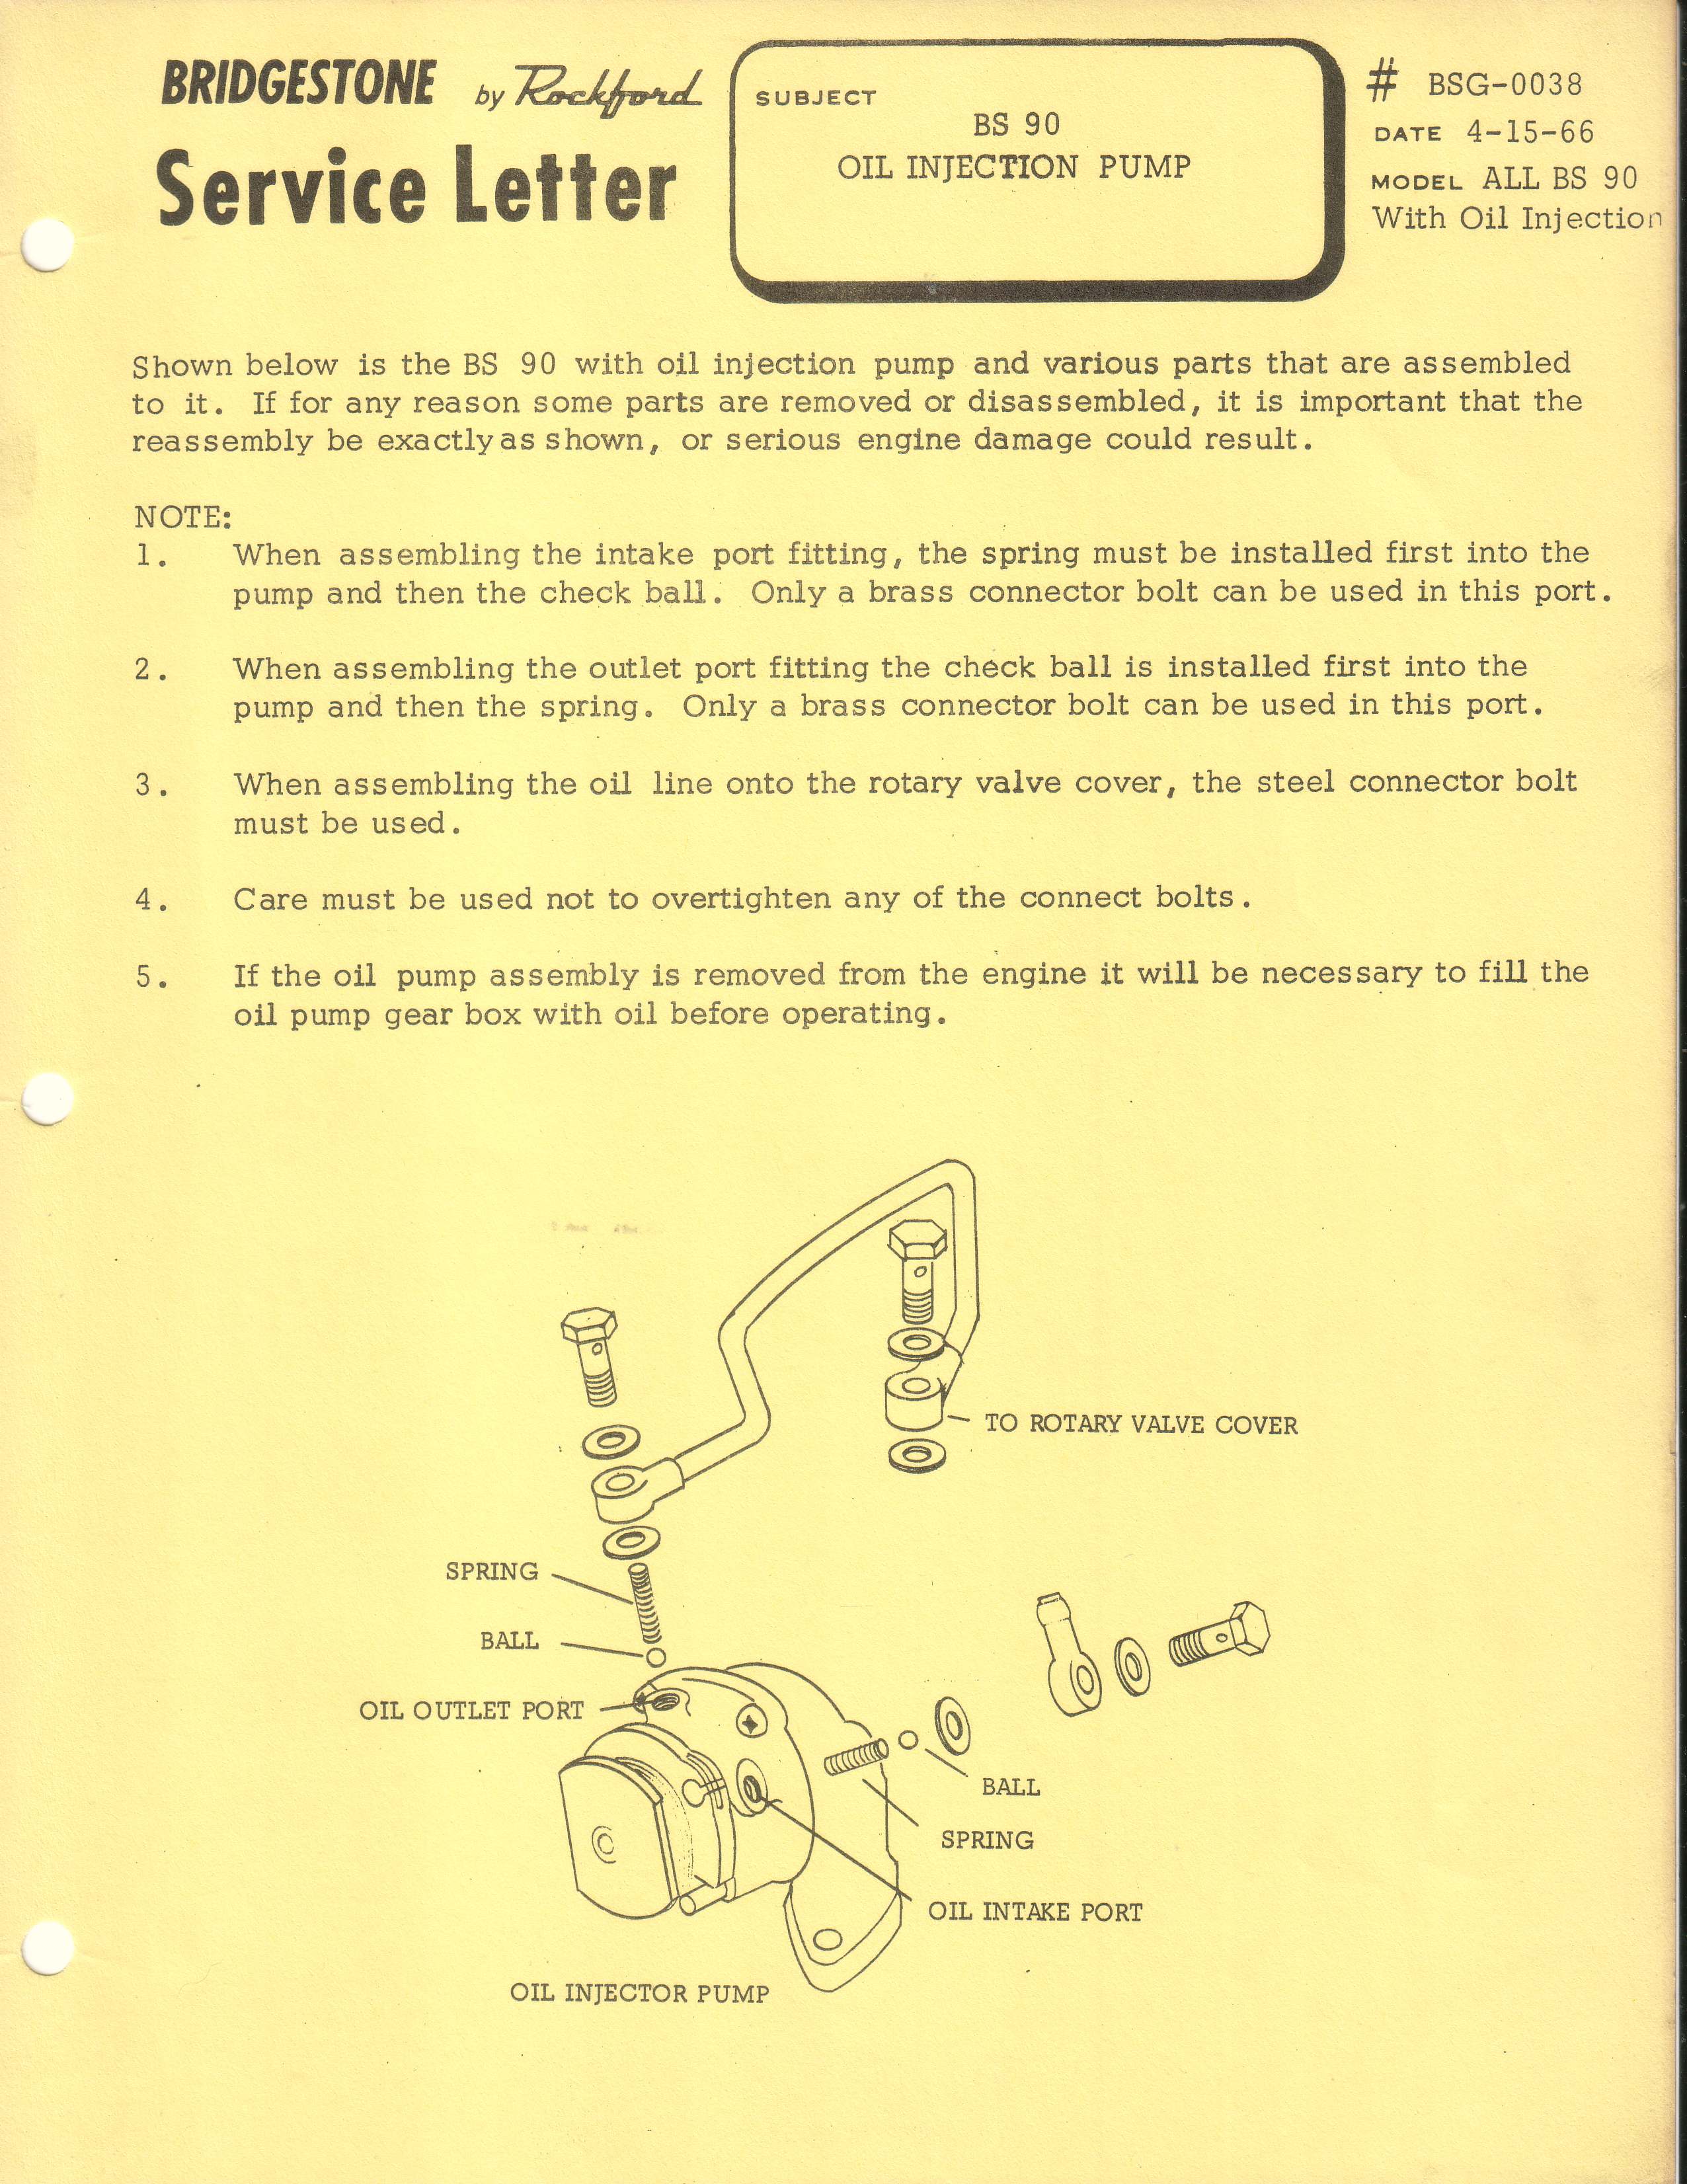 BRIDGESTONE by Rockford
Service Letter
SUBJECT
BS 90
OIL INJECTION PUMP
# BSG-0038
DATE 4-15-66
MODEL ALL BS 90
With Oil Injection
Shown below is the BS 90 with oil injection pump and various parts that are assembled
to it. If for any reason some parts are removed or disassembled, it is important that the
reassembly be exactly as shown, or serious engine damage could result.
NOTE:
1. When assembling the intake port fitting, the spring must be installed first into the
pump and then the check ball. Only a brass connector bolt can be used in this port.
2. When assembling the outlet port fitting the check ball is installed first into the
pump and then the spring. Only a brass connector bolt can be used in this port.
3. When assembling the oil line onto the rotary valve cover, the steel connector bolt
must be used.
4. Care must be used not to overtighten any of the connect bolts.
5. If the oil pump assembly is removed from the engine it will be necessary to fill the
oil pump gear box with oil before operating.
TO ROTARY VALVE COVER
SPRING
BALL
OIL OUTLET PORT
BALL
SPRING
OIL INTAKE PORT
OIL INJECTOR PUMP